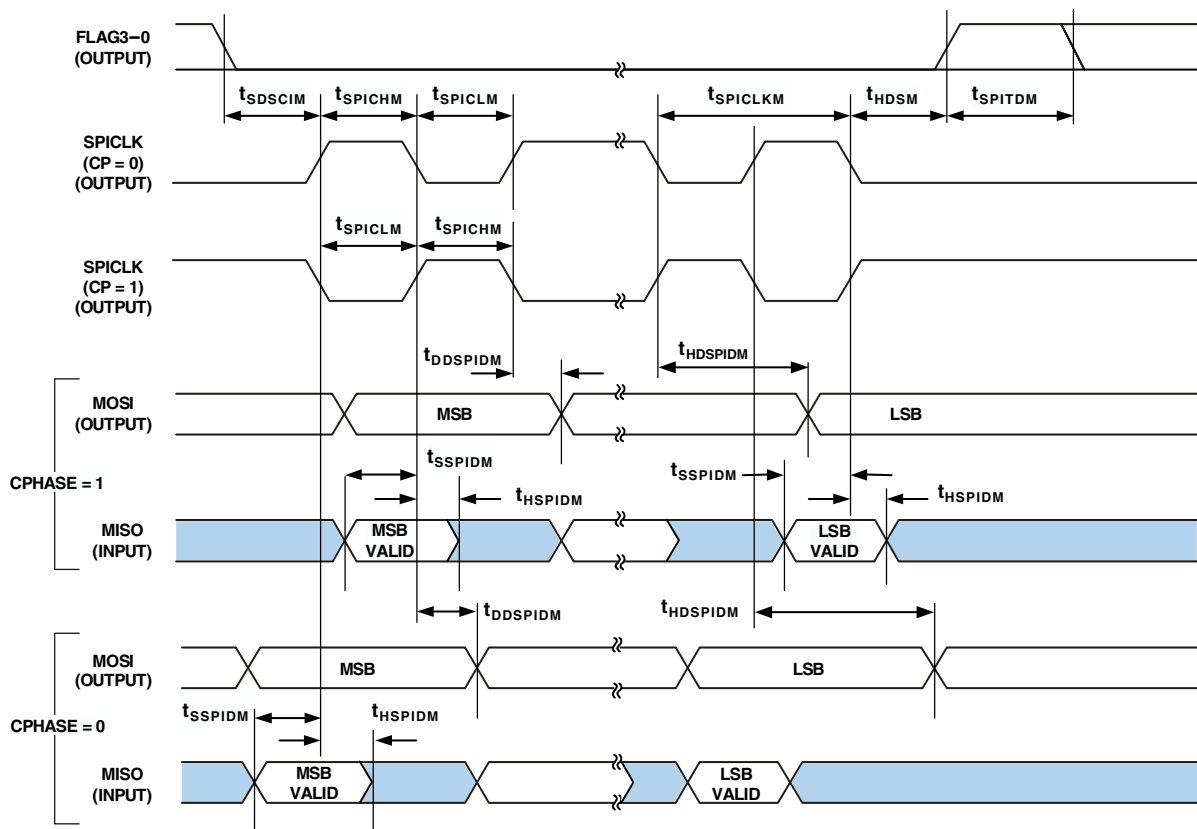 FLAG3–0
(OUTPUT)
tSDSCIM
tSPICHM
tSPICLM
tSPICLKM
tHDSM
tSPITDM
SPICLK
(CP = 0)
(OUTPUT)
tSPICLM
tSPICHM
SPICLK
(CP = 1)
(OUTPUT)
tDDSPIDM
tHDSPIDM
CPHASE = 1
MOSI
(OUTPUT)
MSB
LSB
tSSPIDM
tHSPIDM
tSSPIDM
tHSPIDM
MISO
(INPUT)
MSB
VALID
LSB
VALID
tDDSPIDM
tHDSPIDM
CPHASE = 0
MOSI
(OUTPUT)
MSB
LSB
tSSPIDM
tHSPIDM
MISO
(INPUT)
MSB
VALID
LSB
VALID